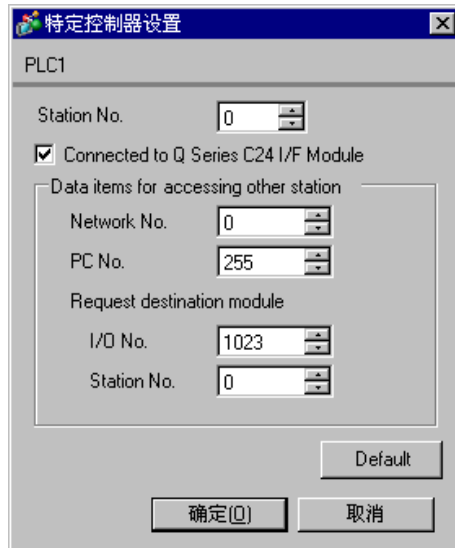 特定控制器设置
PLC1
Station No. 0
Connected to Q Series C24 I/F Module
Data items for accessing other station
Network No. 0
PC No. 255
Request destination module
I/O No. 1023
Station No. 0
Default
确定(O) 取消